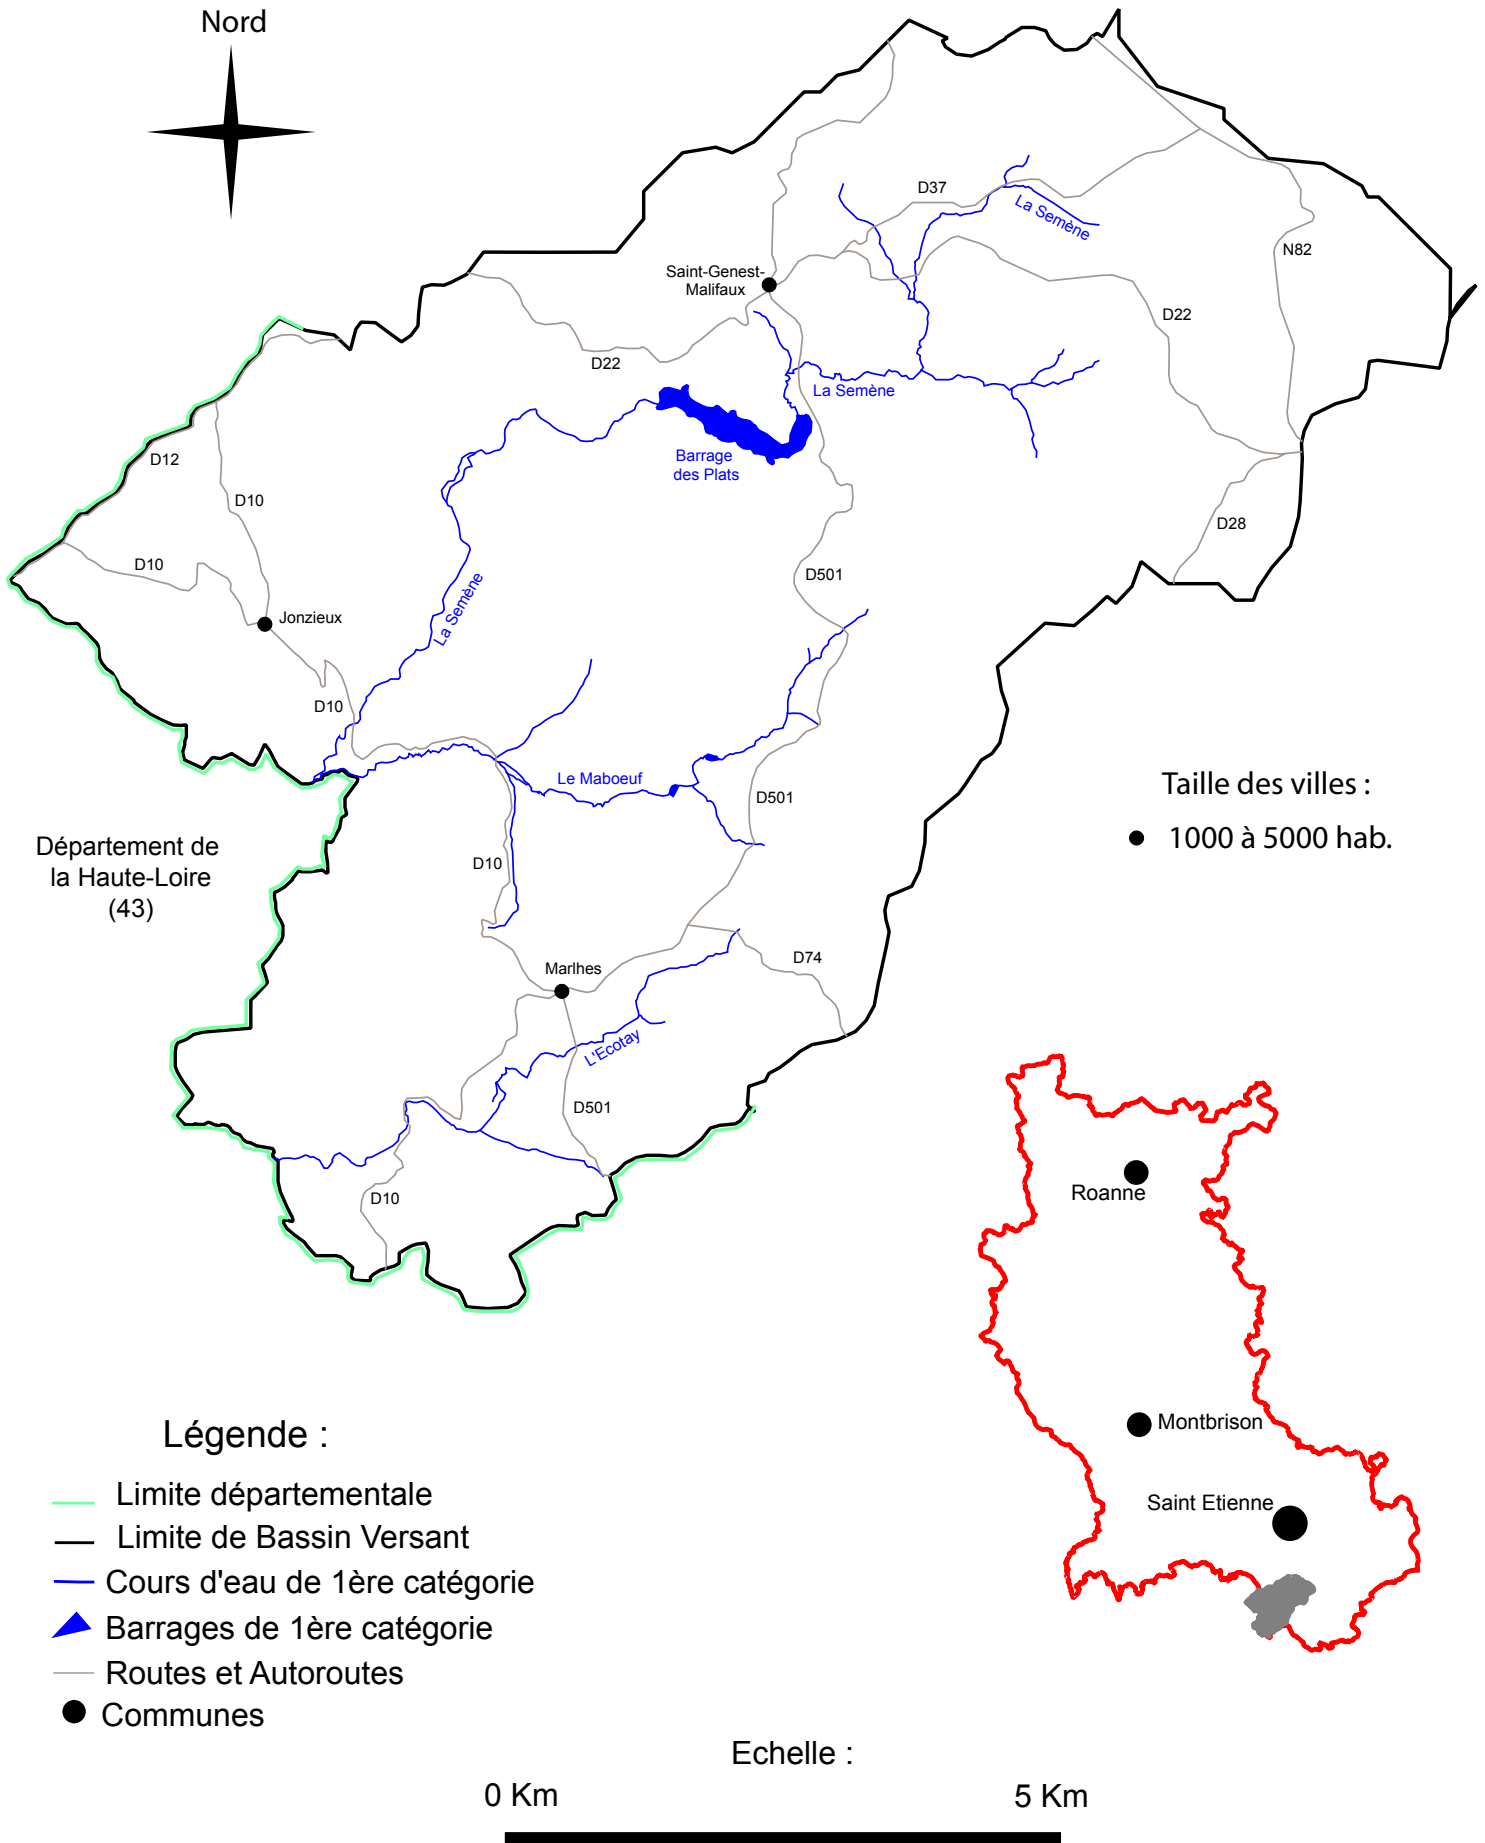 Nord
D37
La Semène
N82
Saint-Genest-
Malifaux
D22
D22
La Semène
Barrage
des Plats
D12
D10
D28
D10
D501
La Semène
Jonzieux
D10
Le Maboeuf
D501
Taille des villes :
1000 à 5000 hab.
Département de
la Haute-Loire
(43)
D10
D74
Marlhes
L'Ecotay
D501
D10
Roanne
Montbrison
Saint Etienne
Légende :
Limite départementale
Limite de Bassin Versant
Cours d'eau de 1ère catégorie
Barrages de 1ère catégorie
Routes et Autoroutes
Communes
Echelle :
0 Km
5 Km